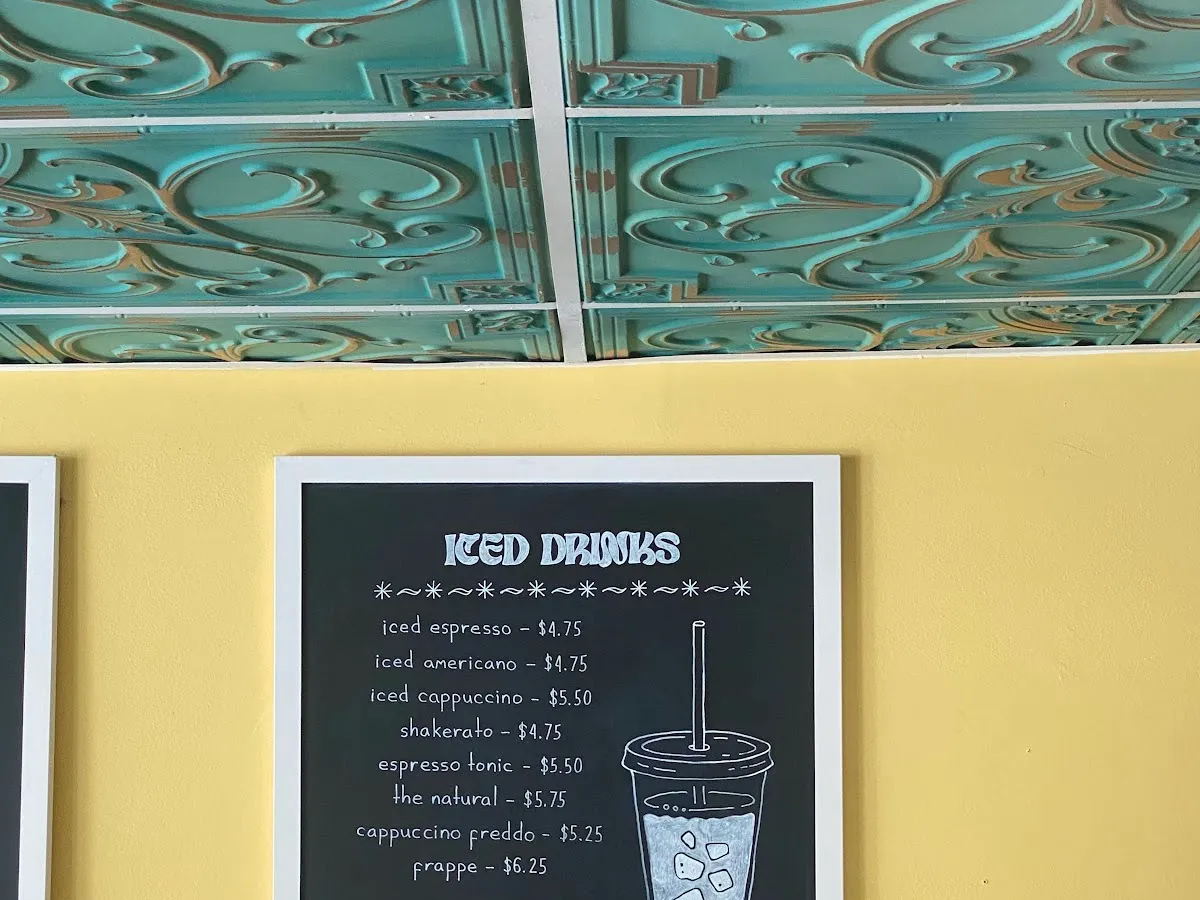 ICED DRINKS
*~*~*~*~*~*~*~*
iced espresso - $4.75
iced americano - $4.75
iced cappuccino - $5.50
shakerato - $4.75
espresso tonic - $5.50
the natural - $5.75
cappuccino freddo - $5.25
frappe - $6.25